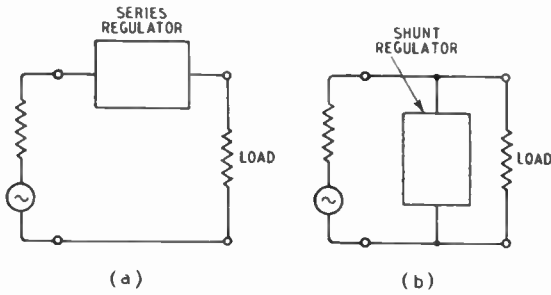 SERIES
REGULATOR
LOAD
(a)
SHUNT
REGULATOR
LOAD
(b)